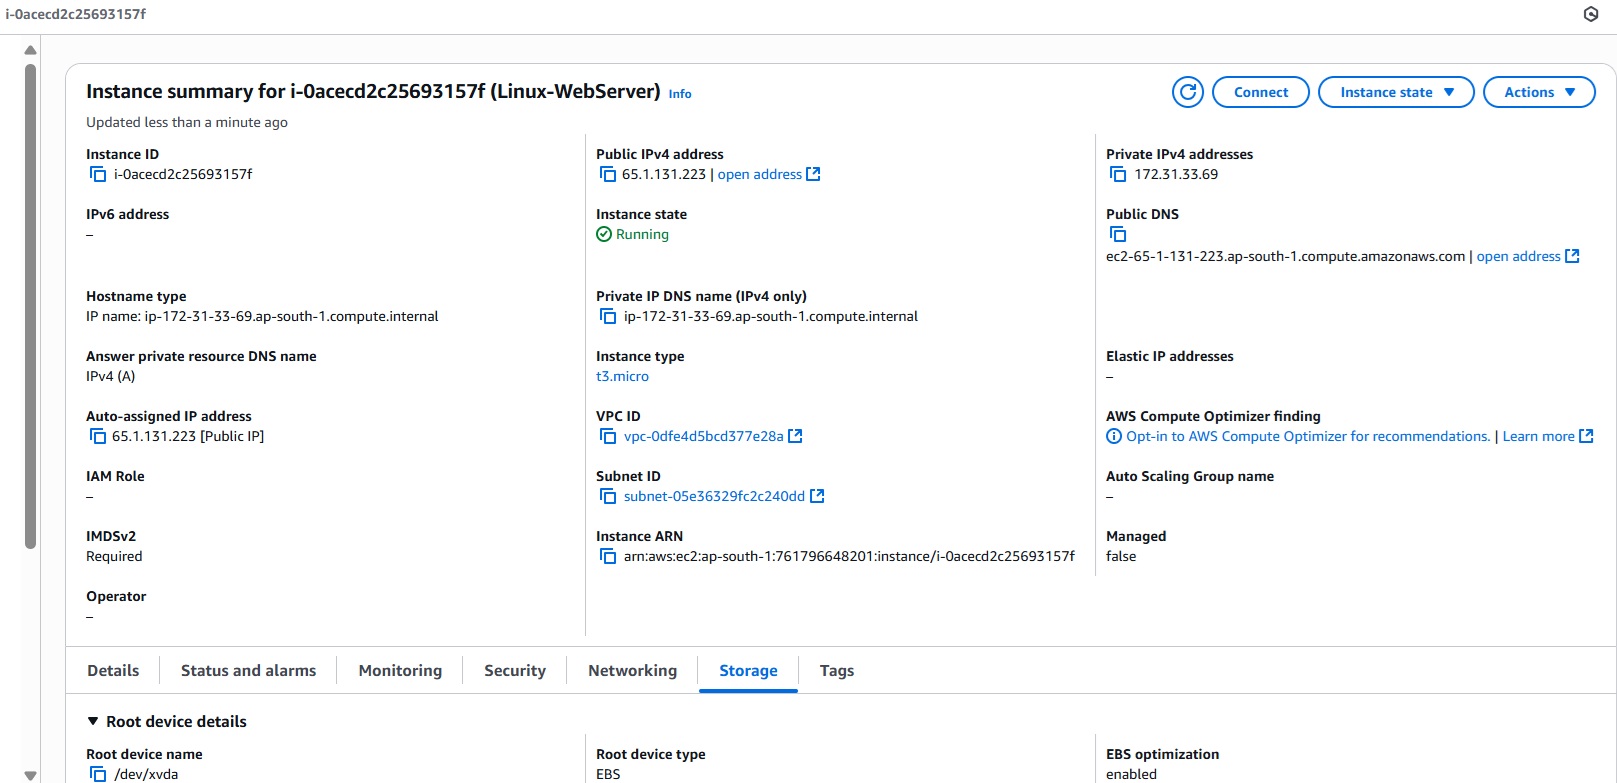 i-0acecd2c25693157f
Instance summary for i-0acecd2c25693157f (Linux-WebServer) Info
Connect
Instance state
Actions
Updated less than a minute ago
Instance ID
i-0acecd2c25693157f
Public IPv4 address
65.1.131.223 | open address
Private IPv4 addresses
172.31.33.69
IPv6 address
–
Instance state
Running
Public DNS
ec2-65-1-131-223.ap-south-1.compute.amazonaws.com | open address
Hostname type
IP name: ip-172-31-33-69.ap-south-1.compute.internal
Private IP DNS name (IPv4 only)
ip-172-31-33-69.ap-south-1.compute.internal
Answer private resource DNS name
IPv4 (A)
Instance type
t3.micro
Elastic IP addresses
–
Auto-assigned IP address
65.1.131.223 [Public IP]
VPC ID
vpc-0dfe4d5bcd377e28a
AWS Compute Optimizer finding
Opt-in to AWS Compute Optimizer for recommendations. | Learn more
IAM Role
–
Subnet ID
subnet-05e36329fc2c240dd
Auto Scaling Group name
–
IMDSv2
Required
Instance ARN
arn:aws:ec2:ap-south-1:761796648201:instance/i-0acecd2c25693157f
Managed
false
Operator
–
Details
Status and alarms
Monitoring
Security
Networking
Storage
Tags
Root device details
Root device name
/dev/xvda
Root device type
EBS
EBS optimization
enabled